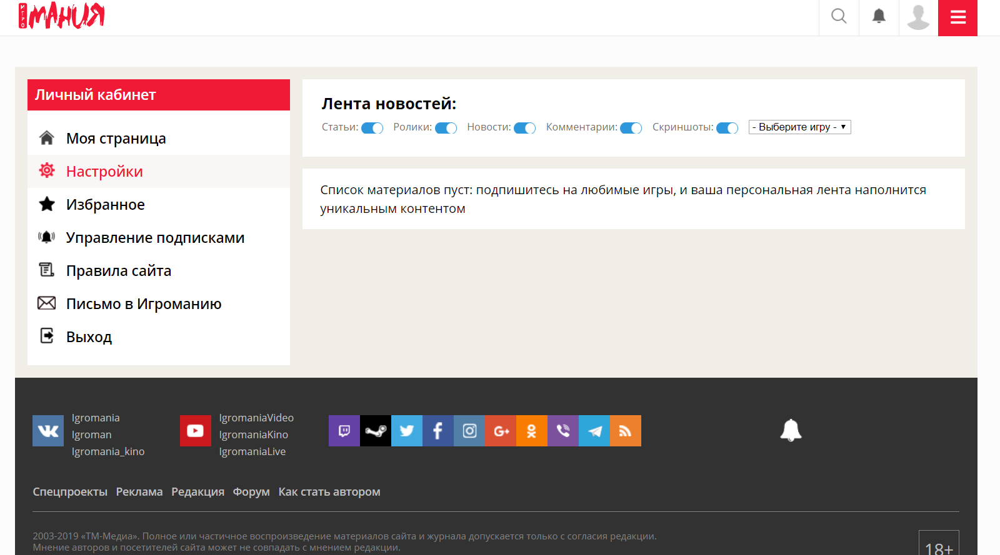 ИГРО
МАНИЯ
Личный кабинет
Моя страница
Настройки
Избранное
Управление подписками
Правила сайта
Письмо в Игроманию
Выход
Лента новостей:
Статьи: Ролики: Новости: Комментарии: Скриншоты: - Выберите игру -
Список материалов пуст: подпишитесь на любимые игры, и ваша персональная лента наполнится
уникальным контентом
Igromania
Igroman
Igromania_kino
IgromaniaVideo
IgromaniaKino
IgromaniaLive
G+
Спецпроекты Реклама Редакция Форум Как стать автором
2003-2019 «ТМ-Медиа». Полное или частичное воспроизведение материалов сайта и журнала допускается только с согласия редакции.
Мнение авторов и посетителей сайта может не совпадать с мнением редакции.
18+